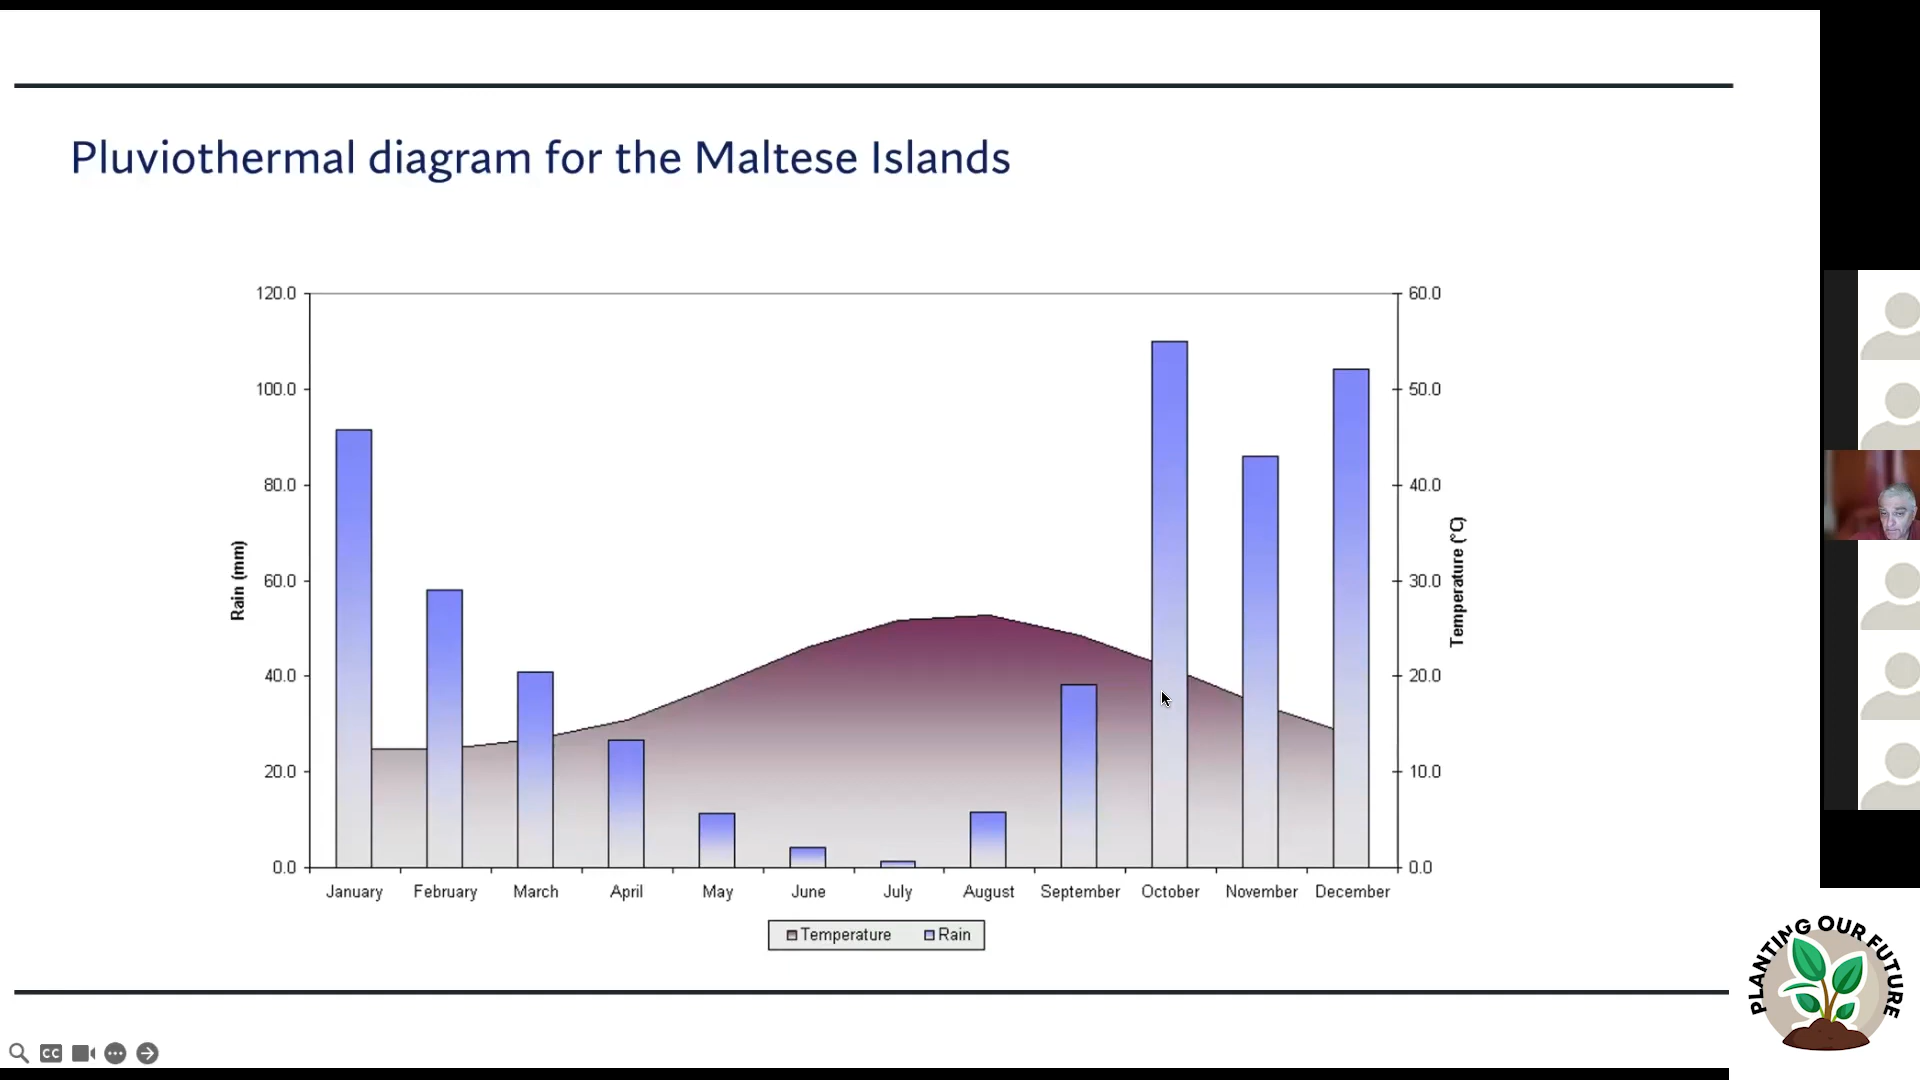 Pluviothermal diagram for the Maltese Islands
120.0
100.0
80.0
60.0
40.0
20.0
0.0
Rain (mm)
60.0
50.0
40.0
30.0
20.0
10.0
0.0
Temperature (°C)
January February March April May June July August September October November December
Temperature Rain
PLANTING OUR FUTURE
CC